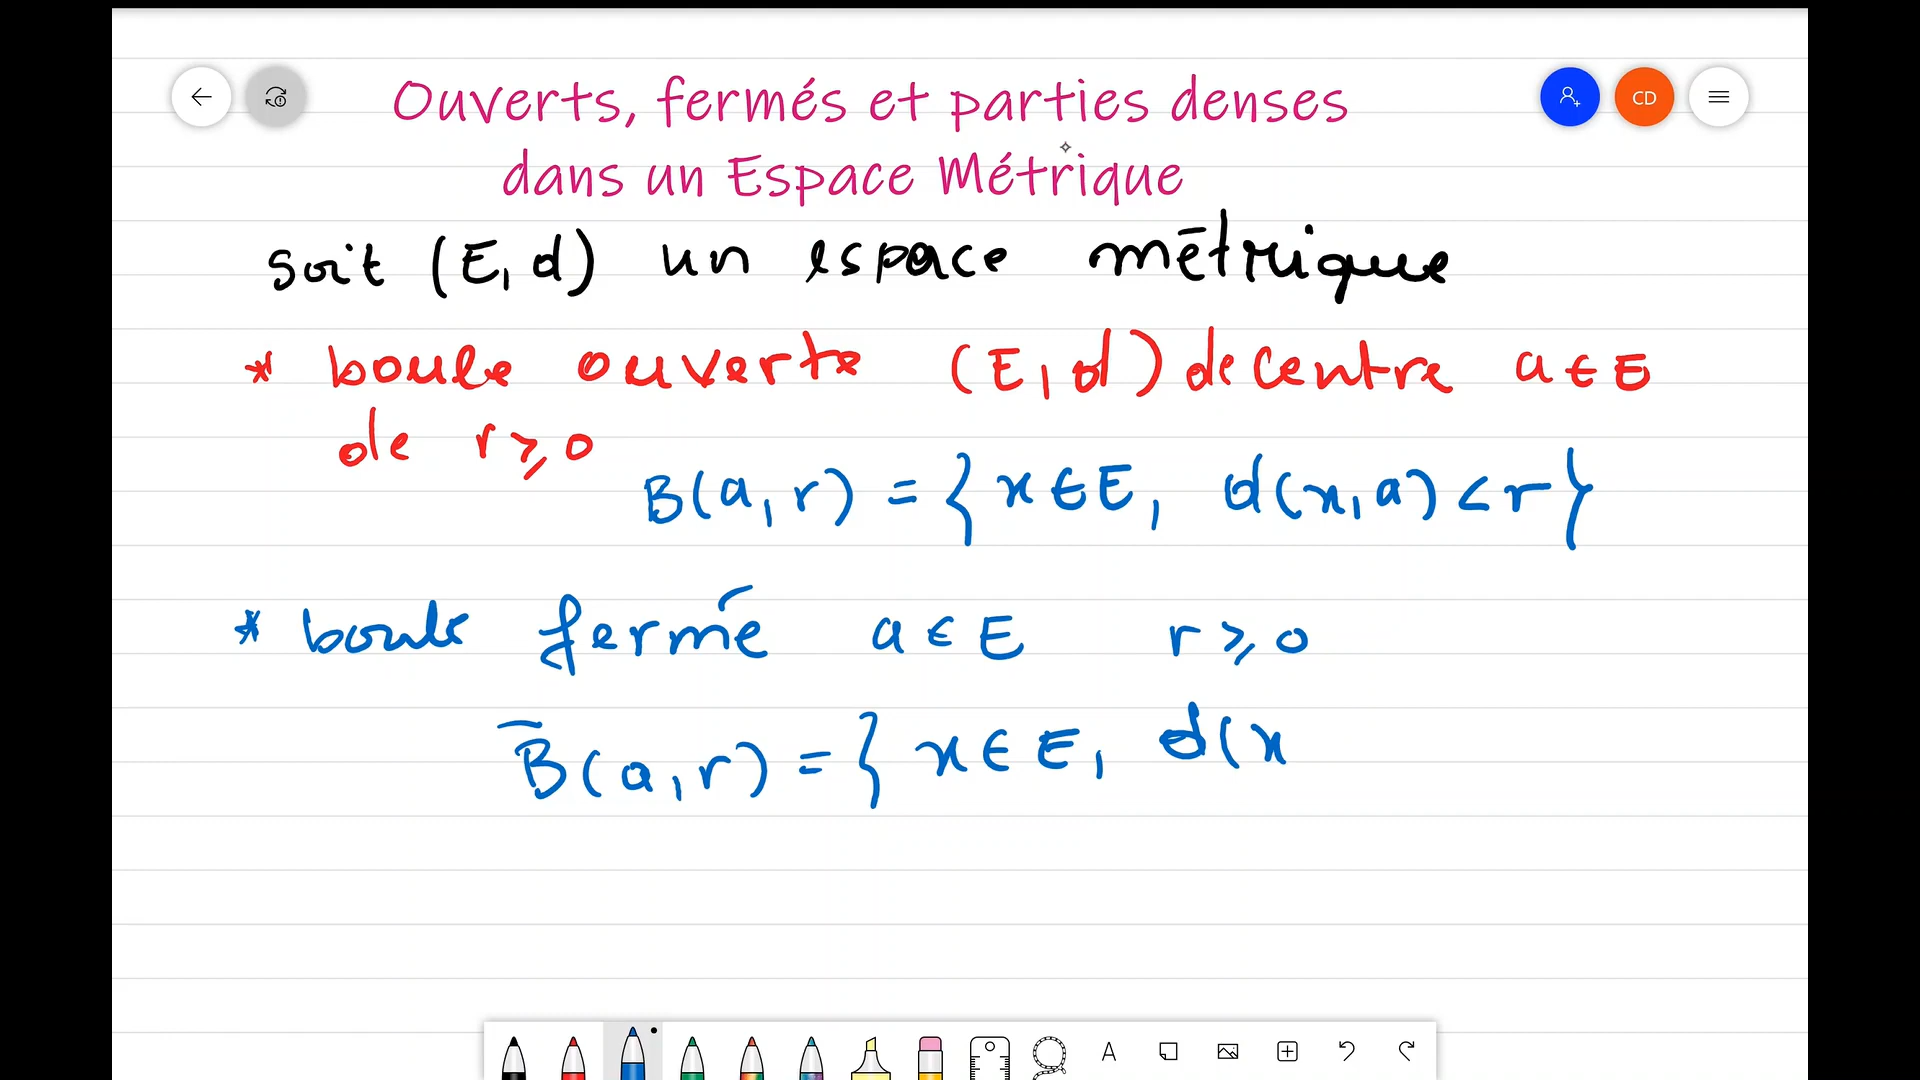 Ouverts, fermés et parties denses
CD
dans un Espace Métrique
soit (E, d) un espace métrique
* boule ouverte (E, d) de centre a ∈ E
de r ⩾ 0
B(a, r) = { x ∈ E, d(x, a) < r }
* boule fermé a ∈ E r ⩾ 0
B̅(a, r) = { x ∈ E, d(x
A